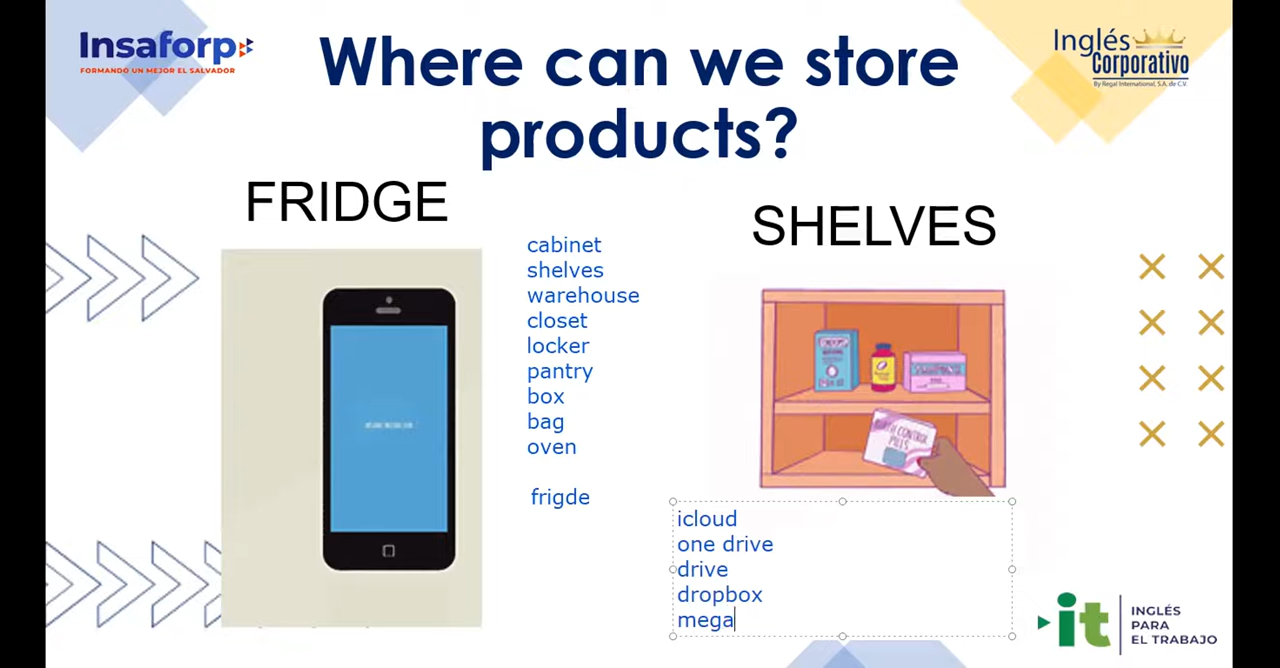 Insaforp
FORMANDO UN MEJOR EL SALVADOR
Where can we store
products?
Inglés
Corporativo
By Regal International, S.A. de C.V.
FRIDGE
SHELVES
cabinet
shelves
warehouse
closet
locker
pantry
box
bag
oven
frigde
CONTROL
PILLS
icloud
one drive
drive
dropbox
mega
it
INGLÉS
PARA
EL TRABAJO